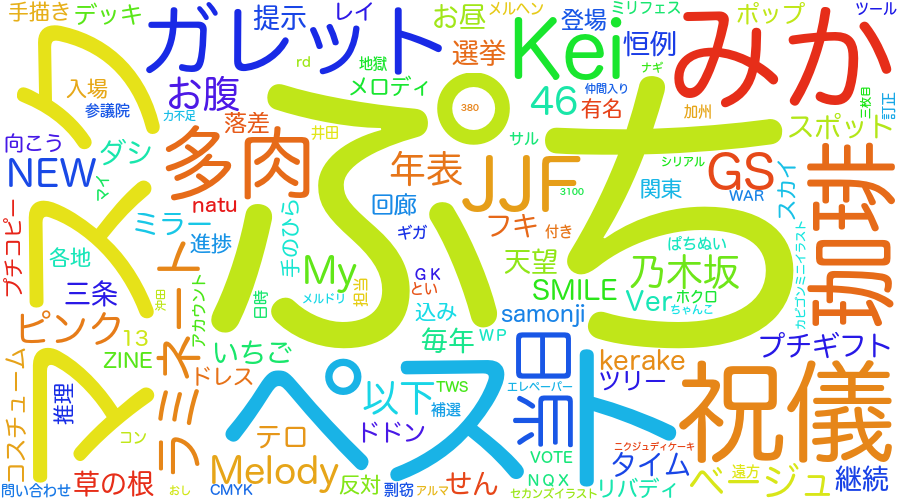 手描き
デッキ
ガレット
提示
レイ
お昼
メルヘン
登場
ミリフェス
ポップ
ツール
選挙
Kei
恒例
みか
rd
地獄
メロディ
ナギ
仲間入り
お腹
入場
参議院
力不足
380
46
有名
加州
三枚目
訂正
マスク
向こう
ダシ
落差
井田
サル
スポット
NEW
多肉
年表
JJF
シリアル
GS
珈琲
マイ
natu
ぷち
3100
関東
WAR
スカイ
プチコピー
ミラー
進捗
手のひら
回廊
ギガ
フキ
付き
ぱちぬい
カビゴンミニイラスト
各地
My
GK
とい
天望
乃木坂
三条
沖田
アカウント
日時
メルドリ
担当
SMILE
Ver
ホクロ
ちゃんこ
ピンク
13
ラミネート
いちご
込み
毎年
WP
samonji
プチギフト
ZINE
ドレス
ペスト
以下
TWS
補選
エレペーパー
当日
kerake
ツリー
祝儀
コスチューム
推理
コン
テロ
ドドン
VOTE
ニクジュディケーキ
タイム
問い合わせ
草の根
おし
CMYK
Melody
反対
剽窃
アルマ
せん
NQX
セカンズイラスト
リバディ
ベージュ
遠方
継続